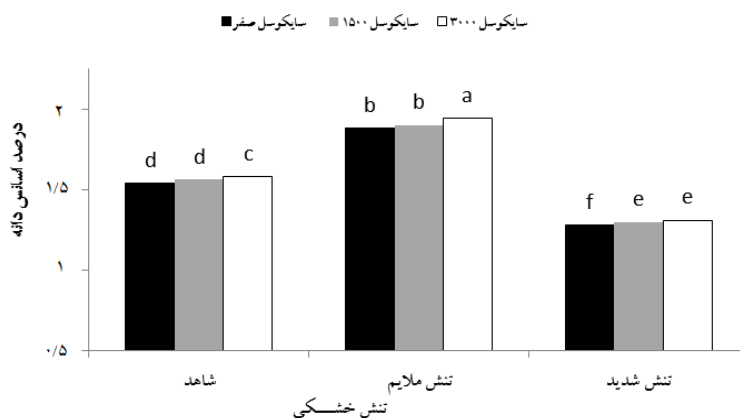 سایکوسل صفر سایکوسل ۱۵۰۰ سایکوسل ۳۰۰۰
درصد اسانس دانه
۲
۱/۵
۱
۰/۵
d d c
b b a
f e e
شاهد تنش ملایم تنش شدید
تنش خشکی